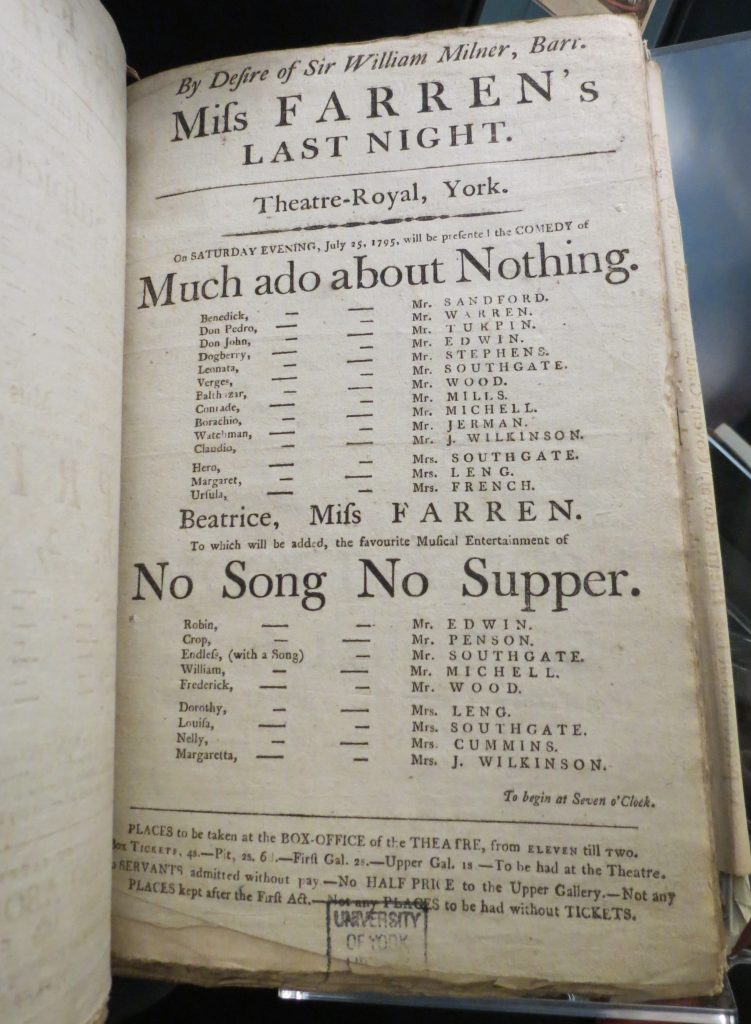 By Deſire of Sir William Milner, Bart.
Miſs FARREN's
LAST NIGHT.
Theatre-Royal, York.
On SATURDAY EVENING, July 25, 1795, will be preſented the COMEDY of
Much ado about Nothing.
Benedick, — — Mr. SANDFORD.
Don Pedro, — — Mr. WARREN.
Don John, — — Mr. TURPIN.
Dogberry, — — Mr. EDWIN.
Leonata, — — Mr. STEPHENS.
Verges, — — Mr. SOUTHGATE.
Balthazar, — — Mr. WOOD.
Conrade, — — Mr. MILLS.
Borachio, — — Mr. MICHELL.
Watchman, — — Mr. JERMAN.
Claudio, — — Mr. J. WILKINSON.
Hero, — — Mrs. SOUTHGATE.
Margaret, — — Mrs. LENG.
Urſula, — — Mrs. FRENCH.
Beatrice, Miſs FARREN.
To which will be added, the favourite Muſical Entertainment of
No Song No Supper.
Robin, — — Mr. EDWIN.
Crop, — — Mr. PENSON.
Endleſs, (with a Song) — Mr. SOUTHGATE.
William, — — Mr. MICHELL.
Frederick, — — Mr. WOOD.
Dorothy, — — Mrs. LENG.
Louiſa, — — Mrs. SOUTHGATE.
Nelly, — — Mrs. CUMMINS.
Margaretta, — — Mrs. J. WILKINSON.
To begin at Seven o'Clock.
PLACES to be taken at the BOX-OFFICE of the THEATRE, from ELEVEN till TWO.
Box TICKETS, 4s.—Pit, 2s. 6d.—Firſt Gal. 2s.—Upper Gal. 1s —To be had at the Theatre.
SERVANTS admitted without pay—No HALF PRICE to the Upper Gallery.—Not any
PLACES kept after the Firſt Act.—Not any PLACES to be had without TICKETS.
UNIVERSITY
OF YORK